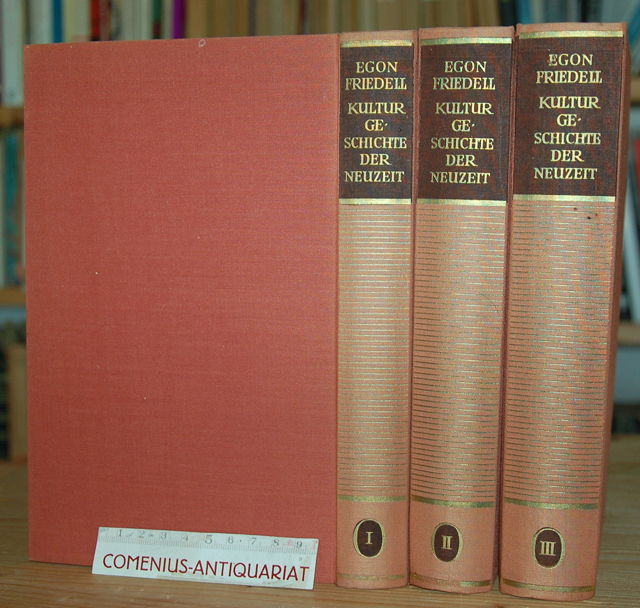 EGON
FRIEDELL
KULTUR
GE-
SCHICHTE
DER
NEUZEIT
I
EGON
FRIEDELL
KULTUR
GE-
SCHICHTE
DER
NEUZEIT
II
EGON
FRIEDELL
KULTUR
GE-
SCHICHTE
DER
NEUZEIT
III
1 2 3 4 5 6 7 8 9
COMENIUS-ANTIQUARIAT